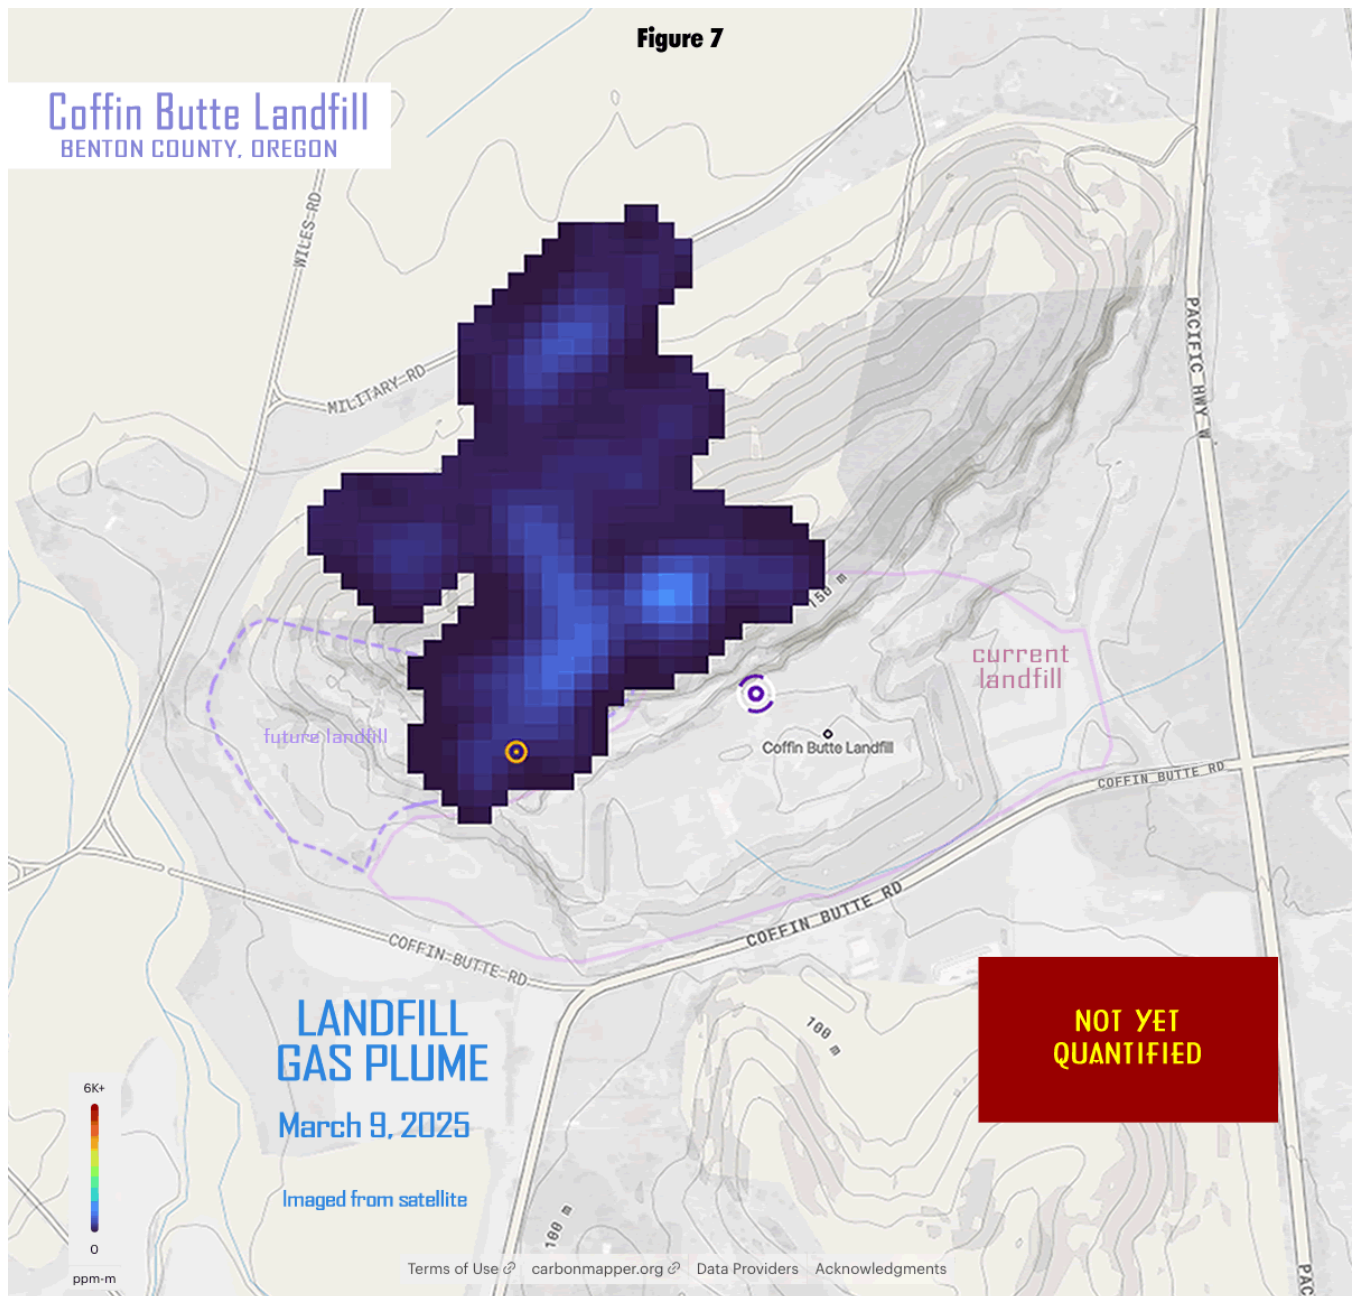 Figure 7
Coffin Butte Landfill
BENTON COUNTY, OREGON
WILES RD
MILITARY RD
PACIFIC HWY W
150 m
current
landfill
future landfill
Coffin Butte Landfill
COFFIN BUTTE RD
COFFIN BUTTE RD
COFFIN BUTTE RD
LANDFILL
GAS PLUME
March 9, 2025
Imaged from satellite
NOT YET
QUANTIFIED
100 m
100 m
6K+
0
ppm-m
PAC
Terms of Use
carbonmapper.org
Data Providers
Acknowledgments